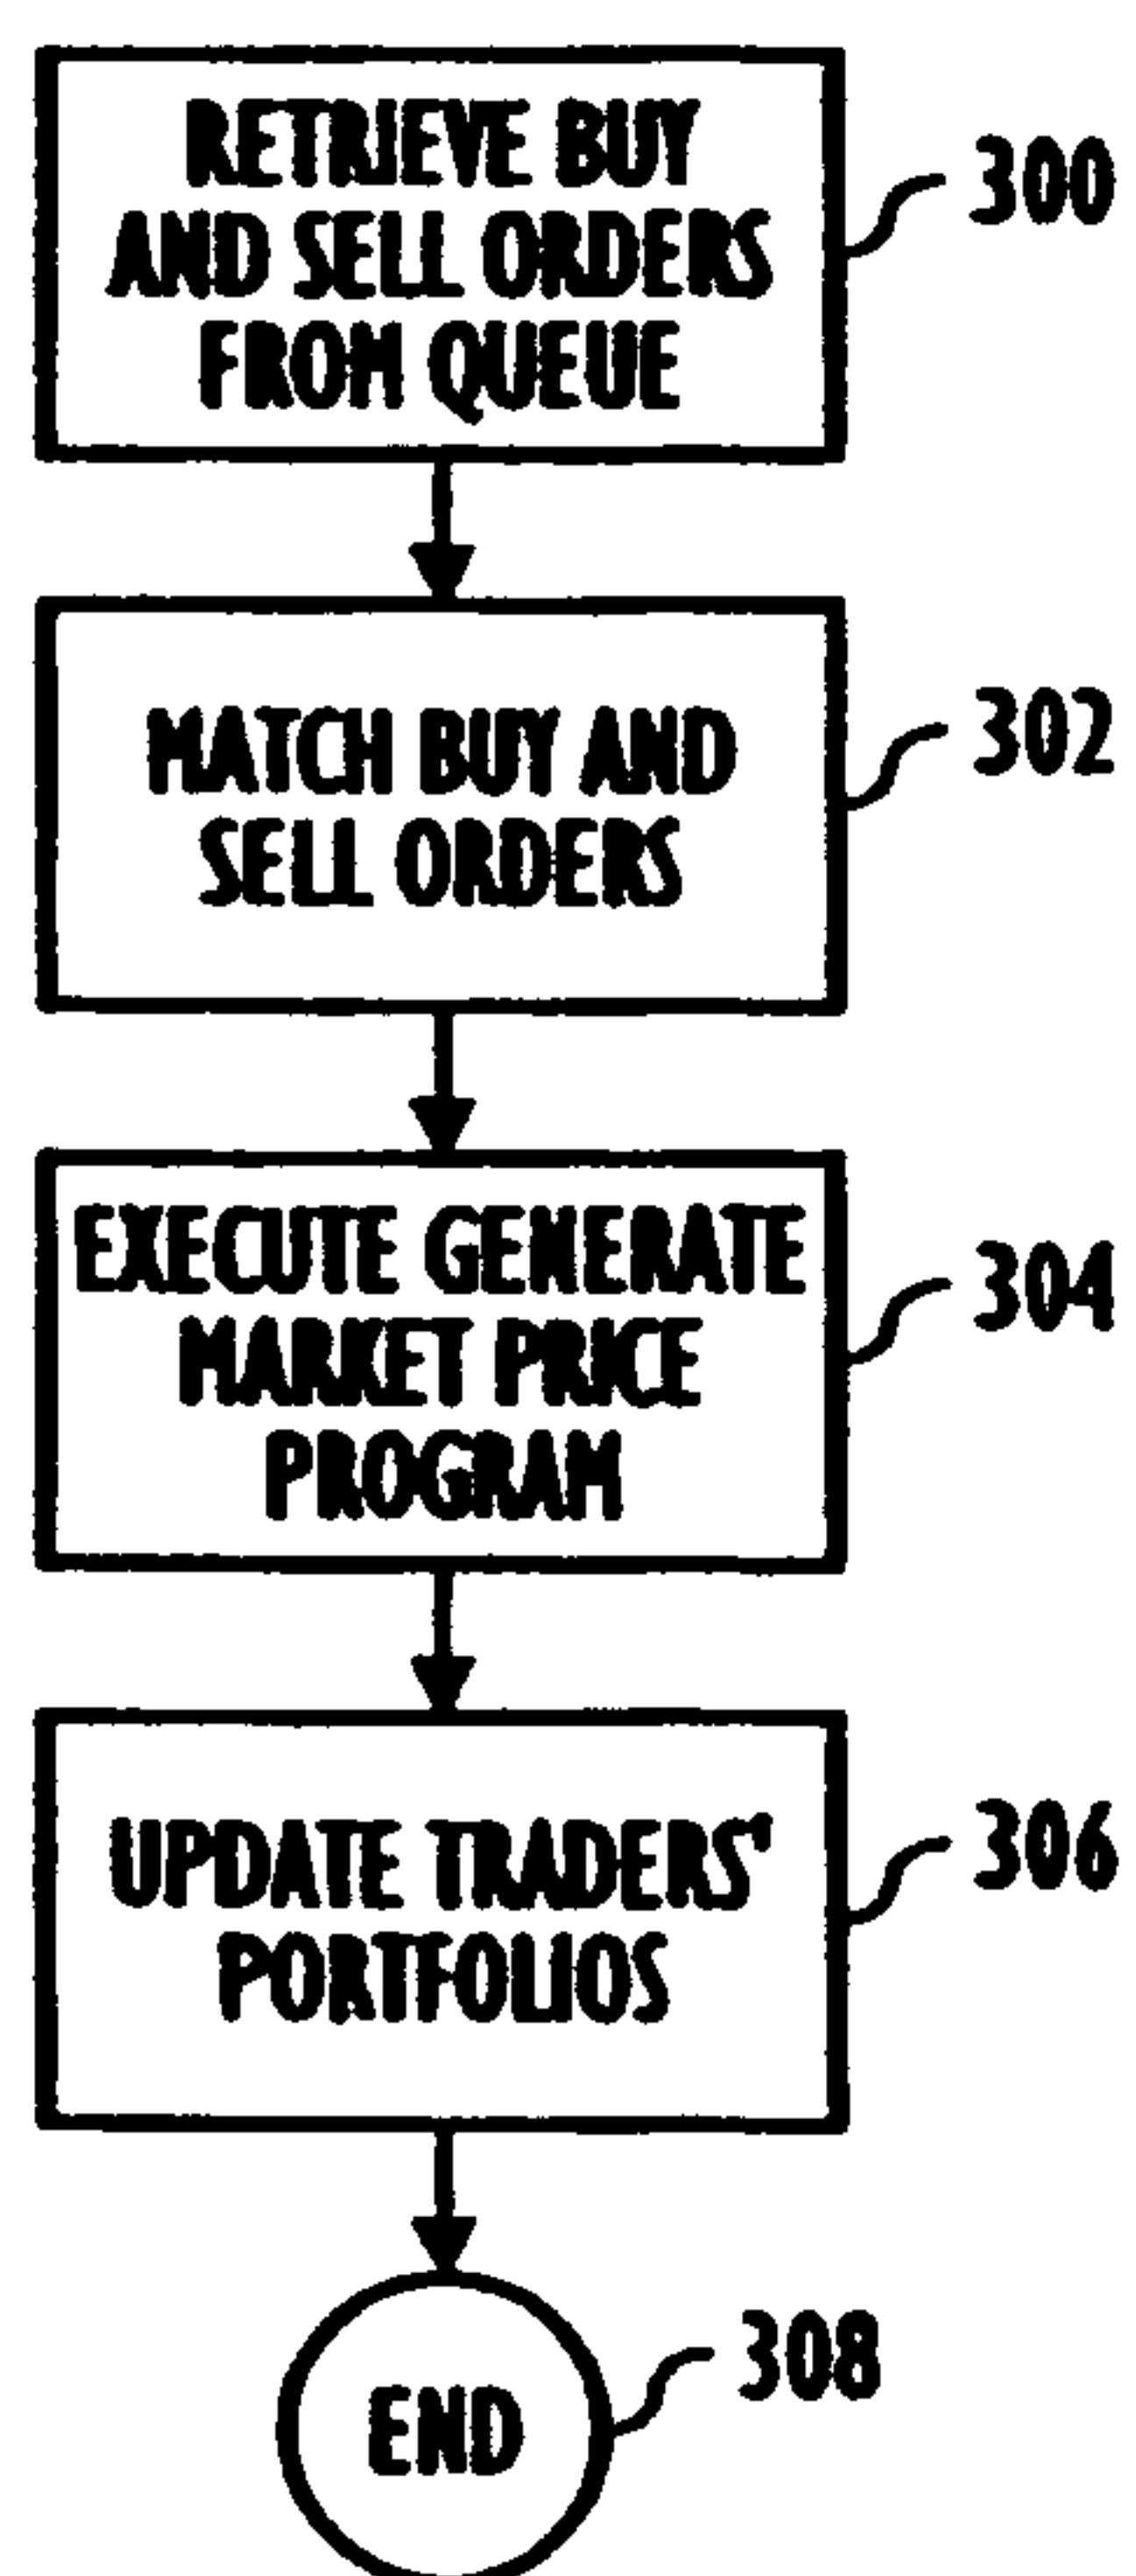 RETRIEVE BUY
AND SELL ORDERS
FROM QUEUE
300
MATCH BUY AND
SELL ORDERS
302
EXECUTE GENERATE
MARKET PRICE
PROGRAM
304
UPDATE TRADERS'
PORTFOLIOS
306
END
308